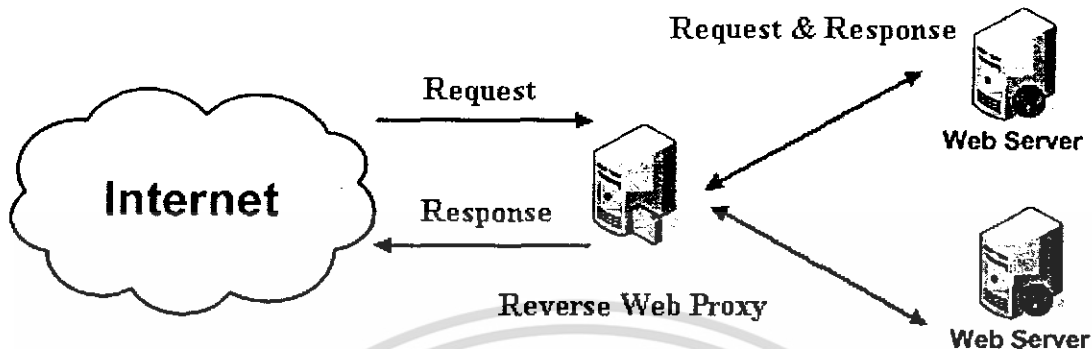 Request & Response
Request
Web Server
Internet
Response
Reverse Web Proxy
Web Server